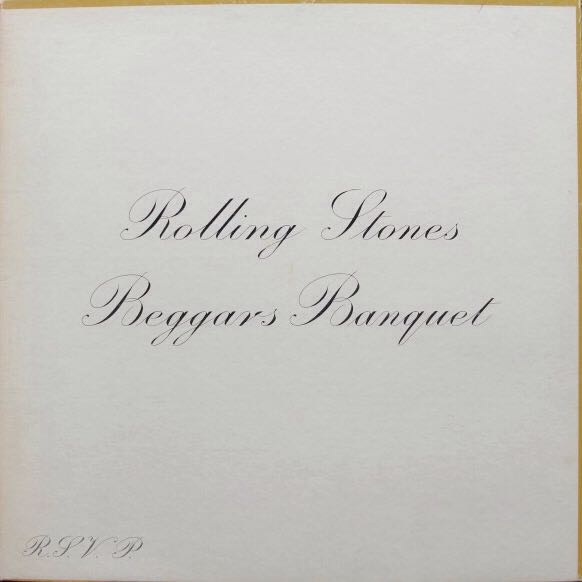 Rolling Stones
Beggars Banquet
R.S.V.P.